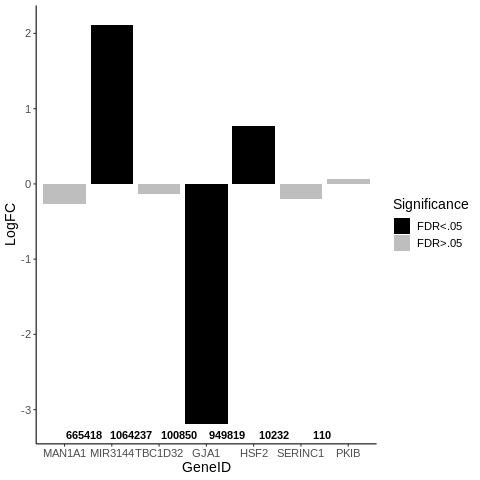 2
1
0
-1
-2
-3
LogFC
665418 1064237 100850 949819 10232 110
MAN1A1 MIR3144 TBC1D32 GJA1 HSF2 SERINC1 PKIB
GeneID
Significance
FDR<.05
FDR>.05